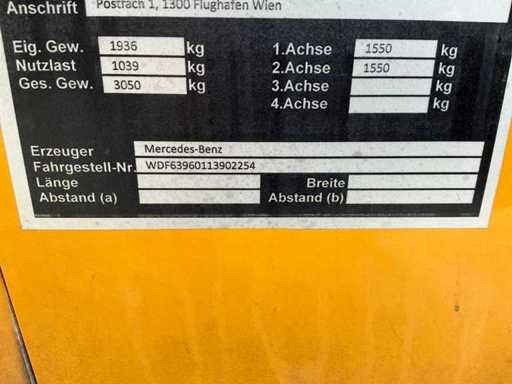 Anschrift Postfach 1, 1300 Flughafen Wien
Eig. Gew. 1936 kg 1.Achse 1550 kg
Nutzlast 1039 kg 2.Achse 1550 kg
Ges. Gew. 3050 kg 3.Achse kg
4.Achse kg
Erzeuger Mercedes-Benz
Fahrgestell-Nr. WDF63960113902254
Länge Breite
Abstand (a) Abstand (b)